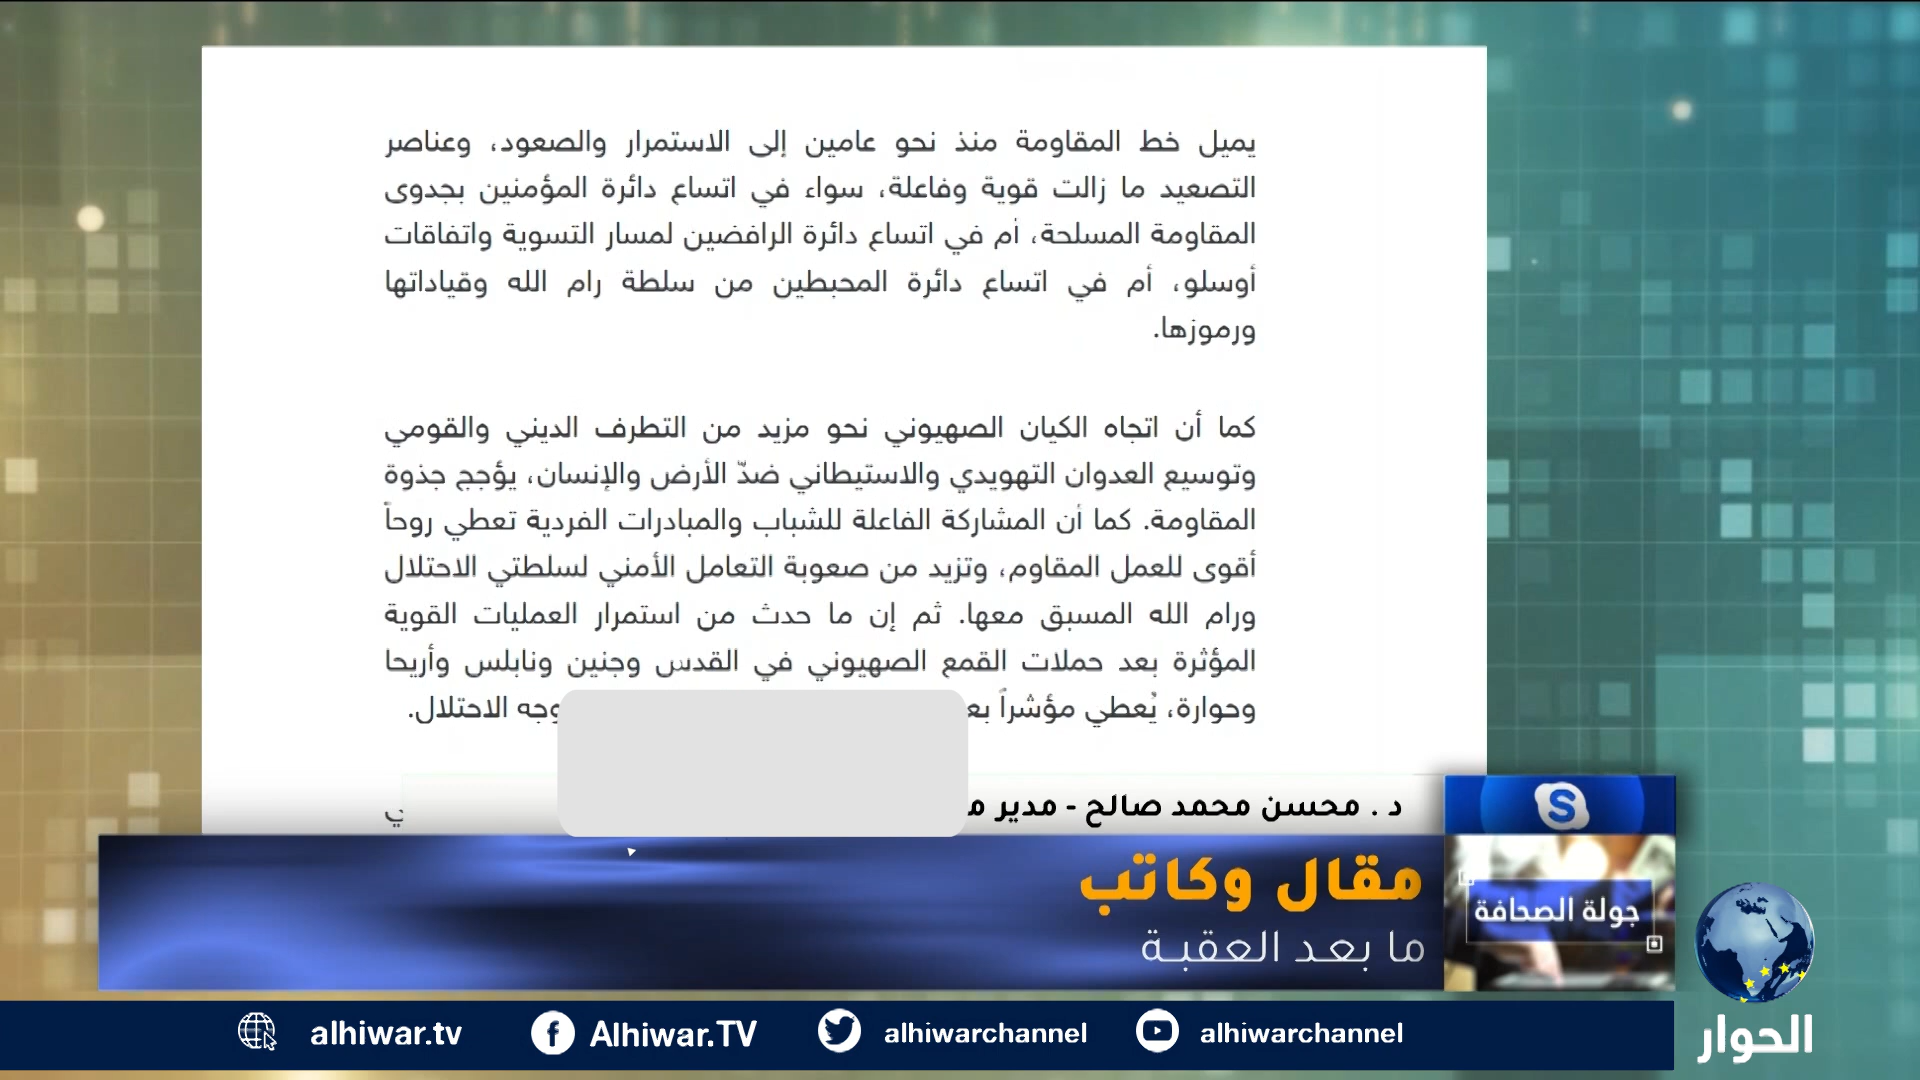 يميل خط المقاومة منذ نحو عامين إلى الاستمرار والصعود، وعناصر
التصعيد ما زالت قوية وفاعلة، سواء في اتساع دائرة المؤمنين بجدوى
المقاومة المسلحة، أم في اتساع دائرة الرافضين لمسار التسوية واتفاقات
أوسلو، أم في اتساع دائرة المحبطين من سلطة رام الله وقياداتها
ورموزها.
كما أن اتجاه الكيان الصهيوني نحو مزيد من التطرف الديني والقومي
وتوسيع العدوان التهويدي والاستيطاني ضدّ الأرض والإنسان، يؤجج جذوة
المقاومة. كما أن المشاركة الفاعلة للشباب والمبادرات الفردية تعطي روحاً
أقوى للعمل المقاوم، وتزيد من صعوبة التعامل الأمني لسلطتي الاحتلال
ورام الله المسبق معها. ثم إن ما حدث من استمرار العمليات القوية
المؤثرة بعد حملات القمع الصهيوني في القدس وجنين ونابلس وأريحا
وحوارة، يُعطي مؤشراً وجه الاحتلال.
د . محسن محمد صالح - مدير
مقال وكاتب
ما بعد العقبة
جولة الصحافة
alhiwar.tv
Alhiwar.TV
alhiwarchannel
alhiwarchannel
الحوار